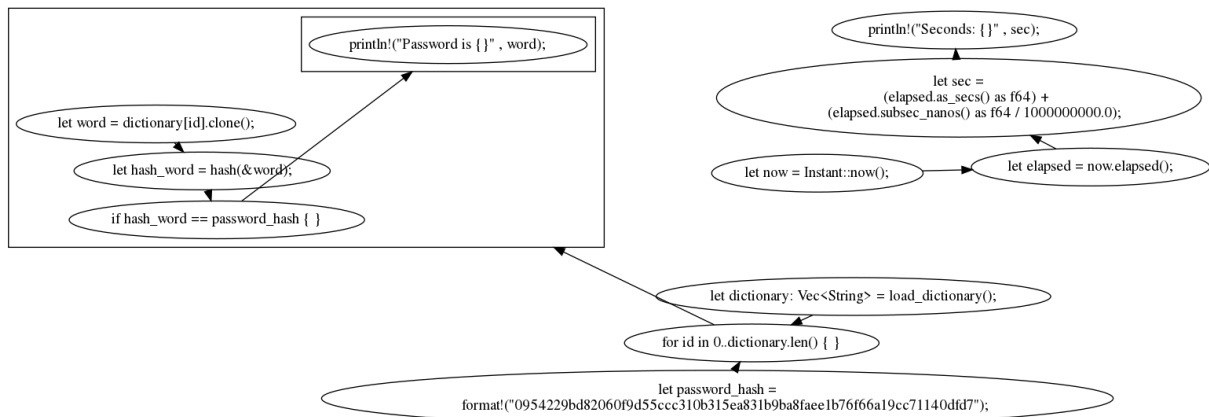 println!("Password is {}" , word);
let word = dictionary[id].clone();
let hash_word = hash(&word);
if hash_word == password_hash { }
println!("Seconds: {}" , sec);
let sec =
(elapsed.as_secs() as f64) +
(elapsed.subsec_nanos() as f64 / 1000000000.0);
let now = Instant::now();
let elapsed = now.elapsed();
let dictionary: Vec<String> = load_dictionary();
for id in 0..dictionary.len() { }
let password_hash =
format!("0954229bd82060f9d55ccc310b315ea831b9ba8faee1b76f66a19cc71140dfd7");